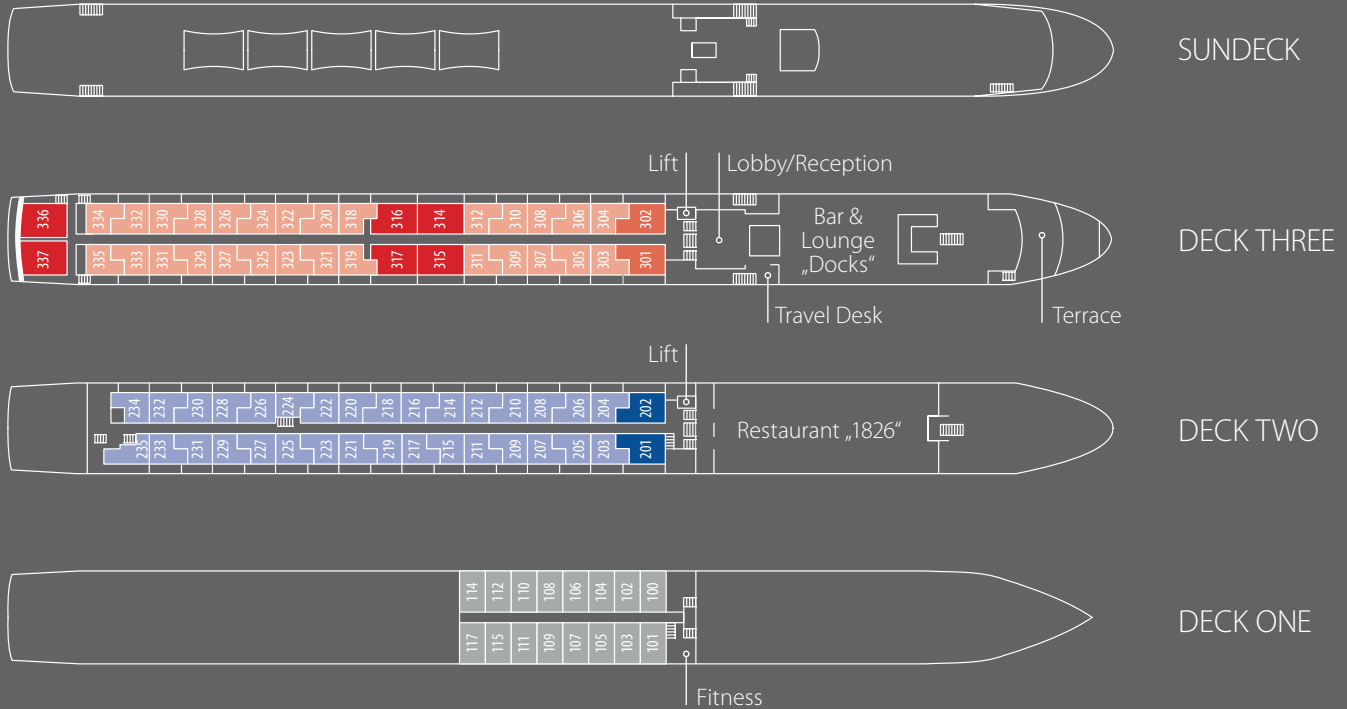 SUNDECK
Lift
Lobby/Reception
336 334 332 330 328 326 324 322 320 318 316 314 312 310 308 306 304 302
Bar &
Lounge
„Docks“
DECK THREE
337 335 333 331 329 327 325 323 321 319 317 315 311 309 307 305 303 301
Travel Desk
Terrace
Lift
234 232 230 228 226 224 222 220 218 216 214 212 210 208 206 204 202
Restaurant „1826“
DECK TWO
235 233 231 229 227 225 223 221 219 217 215 211 209 207 205 203 201
114 112 110 108 106 104 102 100
DECK ONE
117 115 111 109 107 105 103 101
Fitness